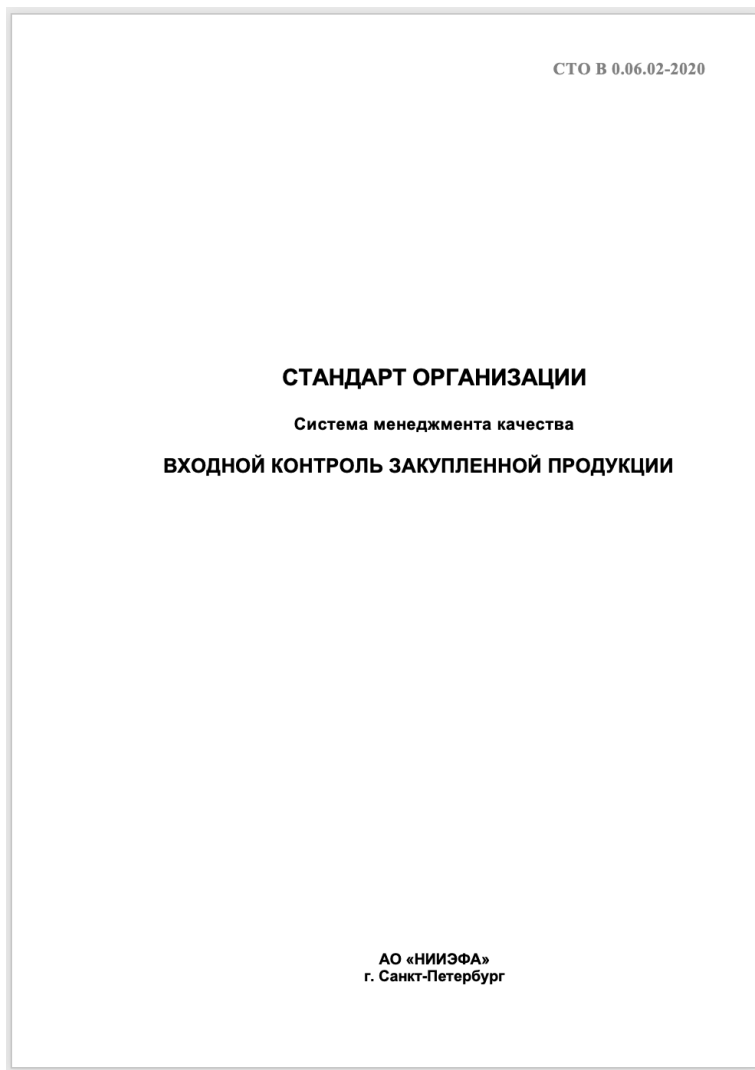 СТО В 0.06.02-2020
СТАНДАРТ ОРГАНИЗАЦИИ
Система менеджмента качества
ВХОДНОЙ КОНТРОЛЬ ЗАКУПЛЕННОЙ ПРОДУКЦИИ
АО «НИИЭФА»
г. Санкт-Петербург